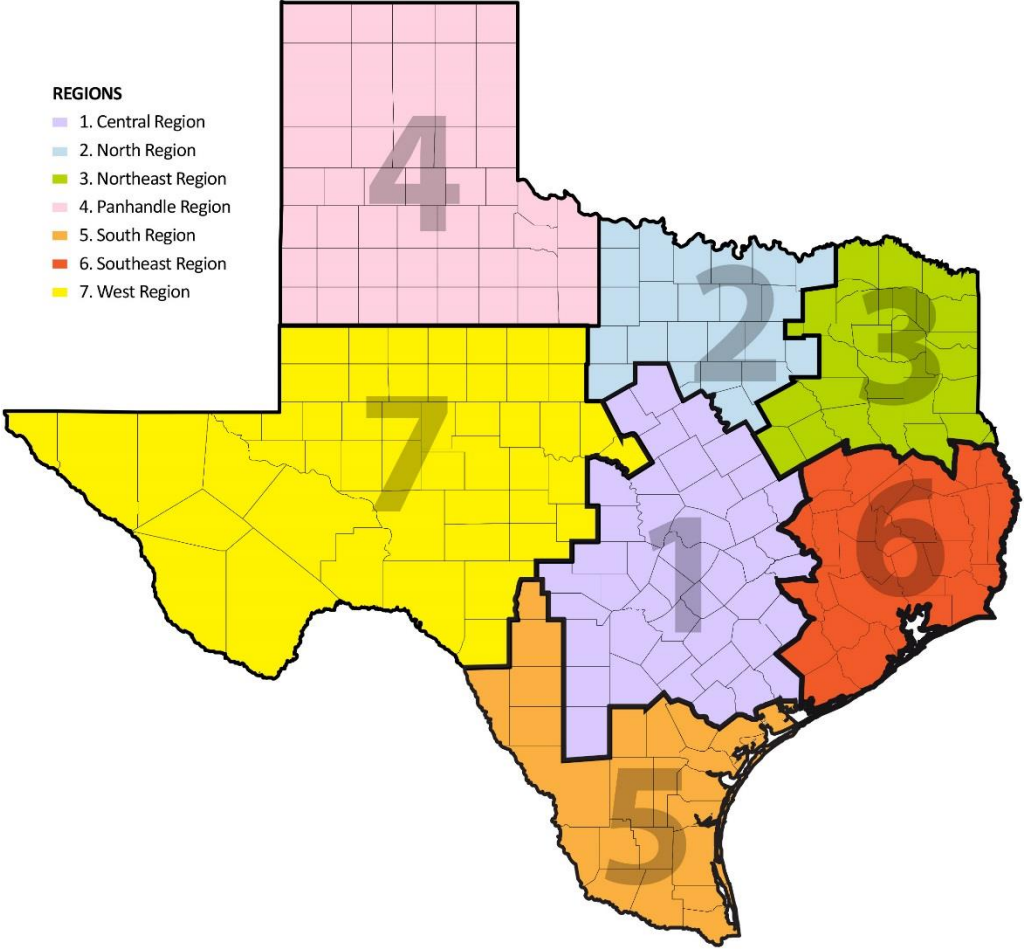 REGIONS
1. Central Region
2. North Region
3. Northeast Region
4. Panhandle Region
5. South Region
6. Southeast Region
7. West Region
4
2
3
7
1
6
5